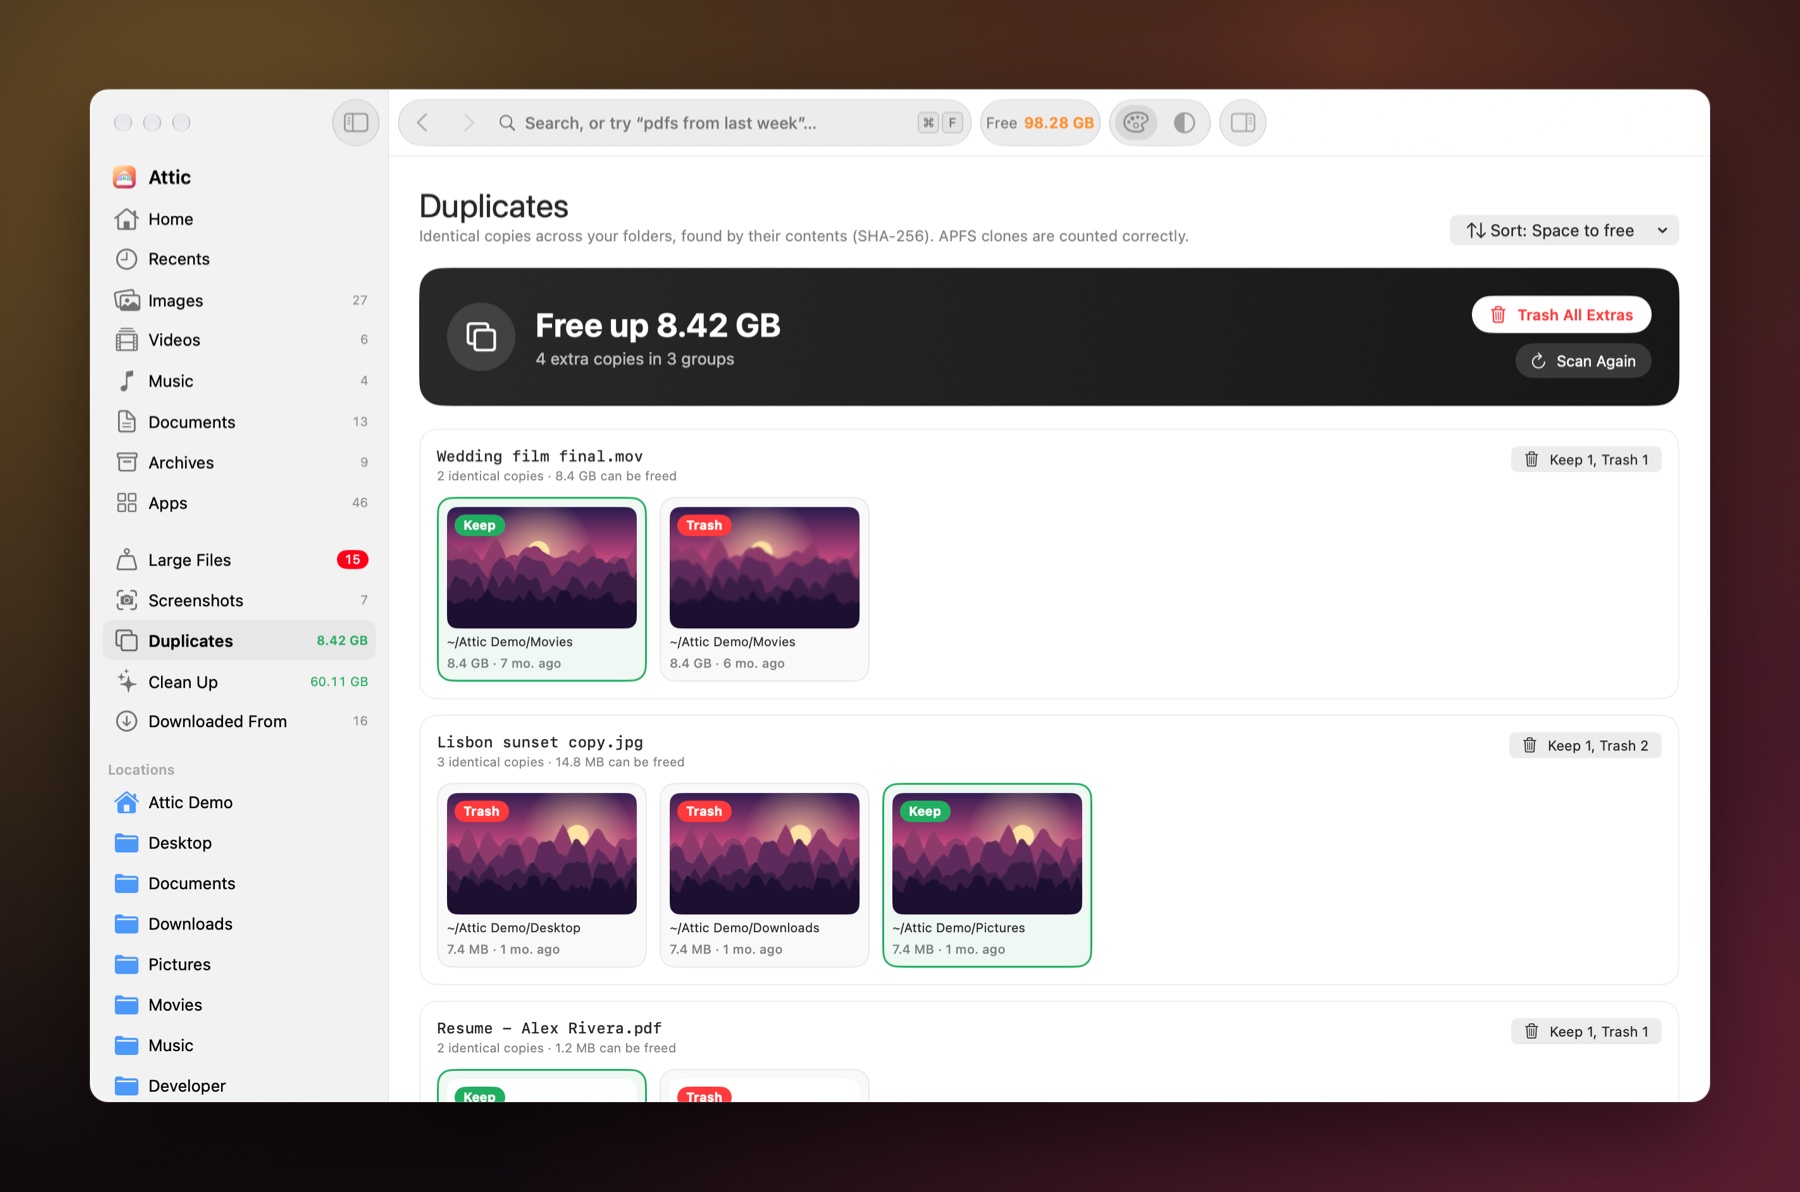 Search, or try “pdfs from last week”...
⌘ F
Free 98.28 GB
Attic
Home
Recents
Images 27
Videos 6
Music 4
Documents 13
Archives 9
Apps 46
Large Files 15
Screenshots 7
Duplicates 8.42 GB
Clean Up 60.11 GB
Downloaded From 16
Locations
Attic Demo
Desktop
Documents
Downloads
Pictures
Movies
Music
Developer
Duplicates
Identical copies across your folders, found by their contents (SHA-256). APFS clones are counted correctly.
Sort: Space to free
Free up 8.42 GB
4 extra copies in 3 groups
Trash All Extras
Scan Again
Wedding film final.mov
2 identical copies · 8.4 GB can be freed
Keep 1, Trash 1
Keep
~/Attic Demo/Movies
8.4 GB · 7 mo. ago
Trash
~/Attic Demo/Movies
8.4 GB · 6 mo. ago
Lisbon sunset copy.jpg
3 identical copies · 14.8 MB can be freed
Keep 1, Trash 2
Trash
~/Attic Demo/Desktop
7.4 MB · 1 mo. ago
Trash
~/Attic Demo/Downloads
7.4 MB · 1 mo. ago
Keep
~/Attic Demo/Pictures
7.4 MB · 1 mo. ago
Resume – Alex Rivera.pdf
2 identical copies · 1.2 MB can be freed
Keep 1, Trash 1
Keep
Trash